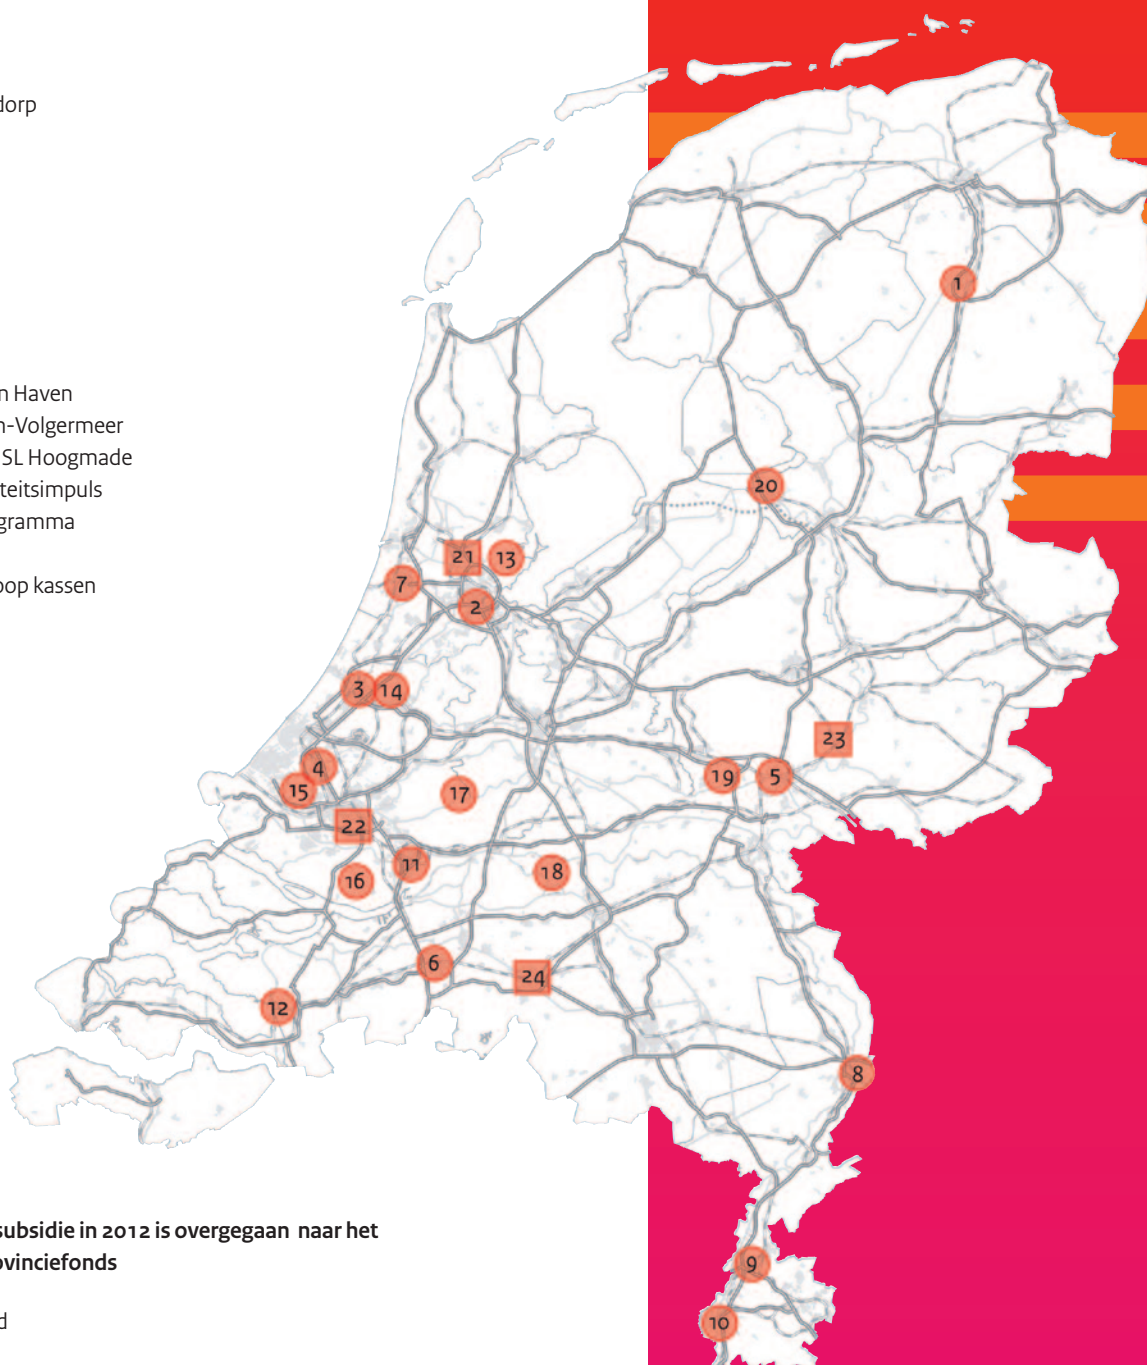 dorp
n Haven
n-Volgermeer
SL Hoogmade
teitsimpuls
gramma
oop kassen
1
20
21
13
7
2
3
14
23
4
19
5
15
17
22
11
18
16
6
24
12
8
9
10
subsidie in 2012 is overgegaan naar het
ovinciefonds
d